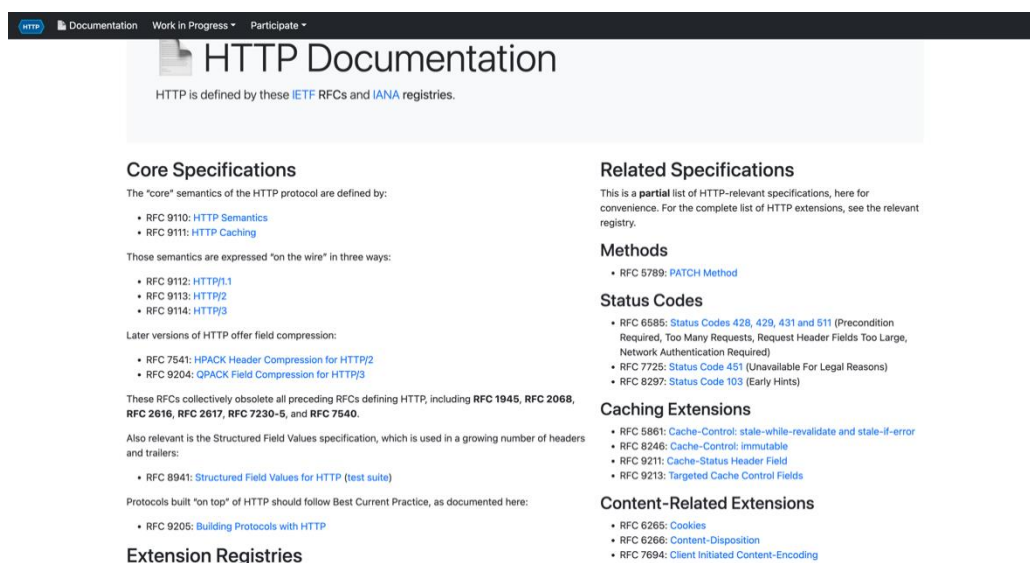 HTTP
Documentation Work in Progress Participate
HTTP Documentation
HTTP is defined by these IETF RFCs and IANA registries.
Core Specifications
The “core” semantics of the HTTP protocol are defined by:
• RFC 9110: HTTP Semantics
• RFC 9111: HTTP Caching
Those semantics are expressed “on the wire” in three ways:
• RFC 9112: HTTP/1.1
• RFC 9113: HTTP/2
• RFC 9114: HTTP/3
Later versions of HTTP offer field compression:
• RFC 7541: HPACK Header Compression for HTTP/2
• RFC 9204: QPACK Field Compression for HTTP/3
These RFCs collectively obsolete all preceding RFCs defining HTTP, including RFC 1945, RFC 2068,
RFC 2616, RFC 2617, RFC 7230-5, and RFC 7540.
Also relevant is the Structured Field Values specification, which is used in a growing number of headers
and trailers:
• RFC 8941: Structured Field Values for HTTP (test suite)
Protocols built “on top” of HTTP should follow Best Current Practice, as documented here:
• RFC 9205: Building Protocols with HTTP
Extension Registries
Related Specifications
This is a partial list of HTTP-relevant specifications, here for
convenience. For the complete list of HTTP extensions, see the relevant
registry.
Methods
• RFC 5789: PATCH Method
Status Codes
• RFC 6585: Status Codes 428, 429, 431 and 511 (Precondition
Required, Too Many Requests, Request Header Fields Too Large,
Network Authentication Required)
• RFC 7725: Status Code 451 (Unavailable For Legal Reasons)
• RFC 8297: Status Code 103 (Early Hints)
Caching Extensions
• RFC 5861: Cache-Control: stale-while-revalidate and stale-if-error
• RFC 8246: Cache-Control: immutable
• RFC 9211: Cache-Status Header Field
• RFC 9213: Targeted Cache Control Fields
Content-Related Extensions
• RFC 6265: Cookies
• RFC 6266: Content-Disposition
• RFC 7694: Client Initiated Content-Encoding